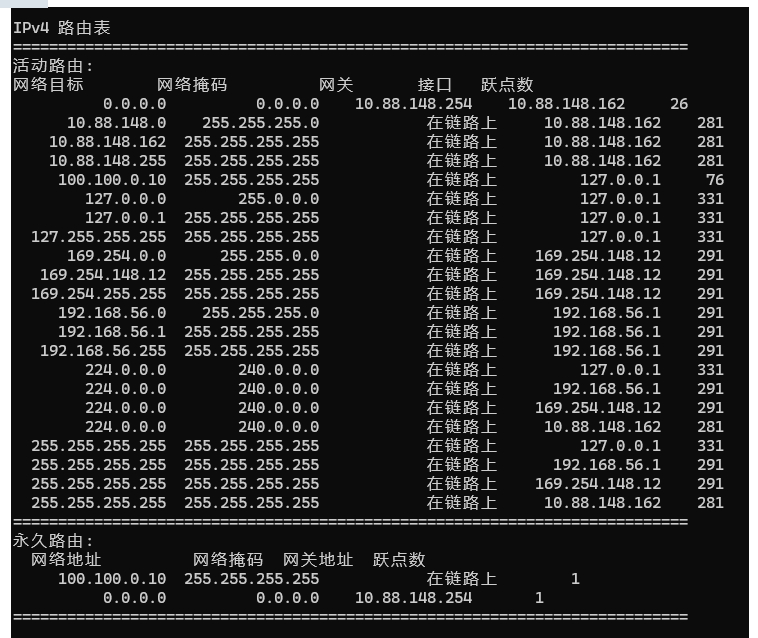 IPv4 路由表
===========================================================================
活动路由:
网络目标        网络掩码          网关       接口   跃点数
          0.0.0.0          0.0.0.0    10.88.148.254    10.88.148.162     26
      10.88.148.0    255.255.255.0            在链路上     10.88.148.162    281
    10.88.148.162  255.255.255.255            在链路上     10.88.148.162    281
    10.88.148.255  255.255.255.255            在链路上     10.88.148.162    281
     100.100.0.10  255.255.255.255            在链路上         127.0.0.1     76
        127.0.0.0        255.0.0.0            在链路上         127.0.0.1    331
        127.0.0.1  255.255.255.255            在链路上         127.0.0.1    331
  127.255.255.255  255.255.255.255            在链路上         127.0.0.1    331
      169.254.0.0      255.255.0.0            在链路上    169.254.148.12    291
   169.254.148.12  255.255.255.255            在链路上    169.254.148.12    291
  169.254.255.255  255.255.255.255            在链路上    169.254.148.12    291
     192.168.56.0    255.255.255.0            在链路上      192.168.56.1    291
     192.168.56.1  255.255.255.255            在链路上      192.168.56.1    291
   192.168.56.255  255.255.255.255            在链路上      192.168.56.1    291
        224.0.0.0        240.0.0.0            在链路上         127.0.0.1    331
        224.0.0.0        240.0.0.0            在链路上      192.168.56.1    291
        224.0.0.0        240.0.0.0            在链路上    169.254.148.12    291
        224.0.0.0        240.0.0.0            在链路上     10.88.148.162    281
  255.255.255.255  255.255.255.255            在链路上         127.0.0.1    331
  255.255.255.255  255.255.255.255            在链路上      192.168.56.1    291
  255.255.255.255  255.255.255.255            在链路上    169.254.148.12    291
  255.255.255.255  255.255.255.255            在链路上     10.88.148.162    281
===========================================================================
永久路由:
  网络地址          网络掩码  网关地址  跃点数
     100.100.0.10  255.255.255.255            在链路上        1
          0.0.0.0          0.0.0.0    10.88.148.254       1
===========================================================================